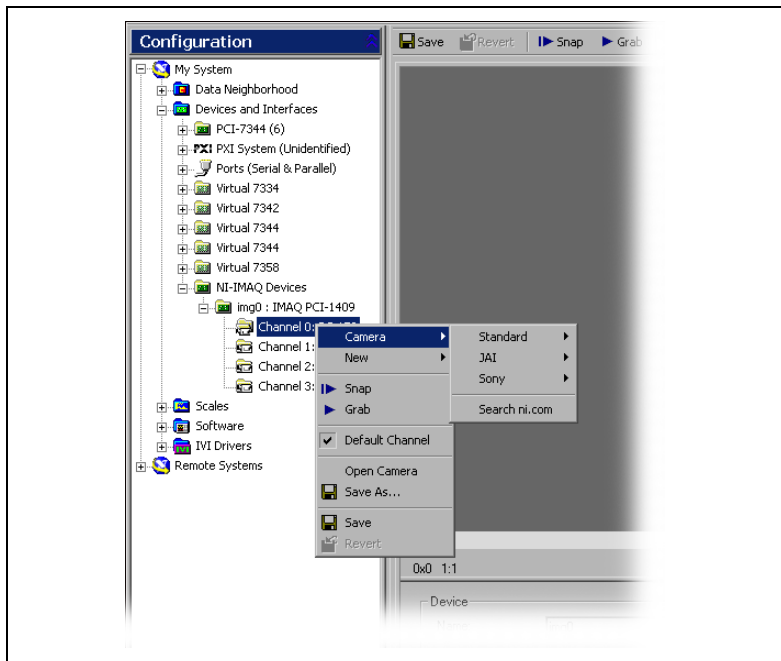 Configuration
Save Revert Snap Grab
My System
Data Neighborhood
Devices and Interfaces
PCI-7344 (6)
PXI PXI System (Unidentified)
Ports (Serial & Parallel)
Virtual 7334
Virtual 7342
Virtual 7344
Virtual 7344
Virtual 7358
NI-IMAQ Devices
img0 : IMAQ PCI-1409
Channel 0:
Channel 1:
Channel 2:
Channel 3:
Scales
Software
IVI Drivers
Remote Systems
Camera
New
Snap
Grab
Default Channel
Open Camera
Save As...
Save
Revert
Standard
JAI
Sony
Search ni.com
0x0 1:1
Device